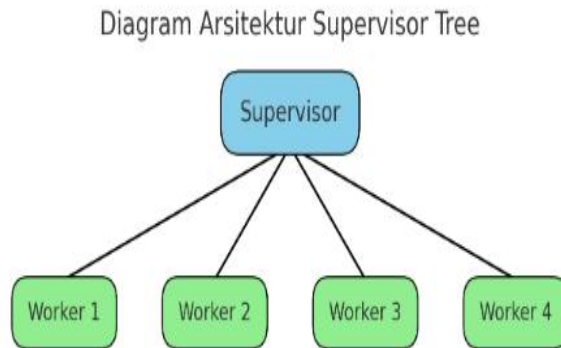 Diagram Arsitektur Supervisor Tree
Supervisor
Worker 1
Worker 2
Worker 3
Worker 4